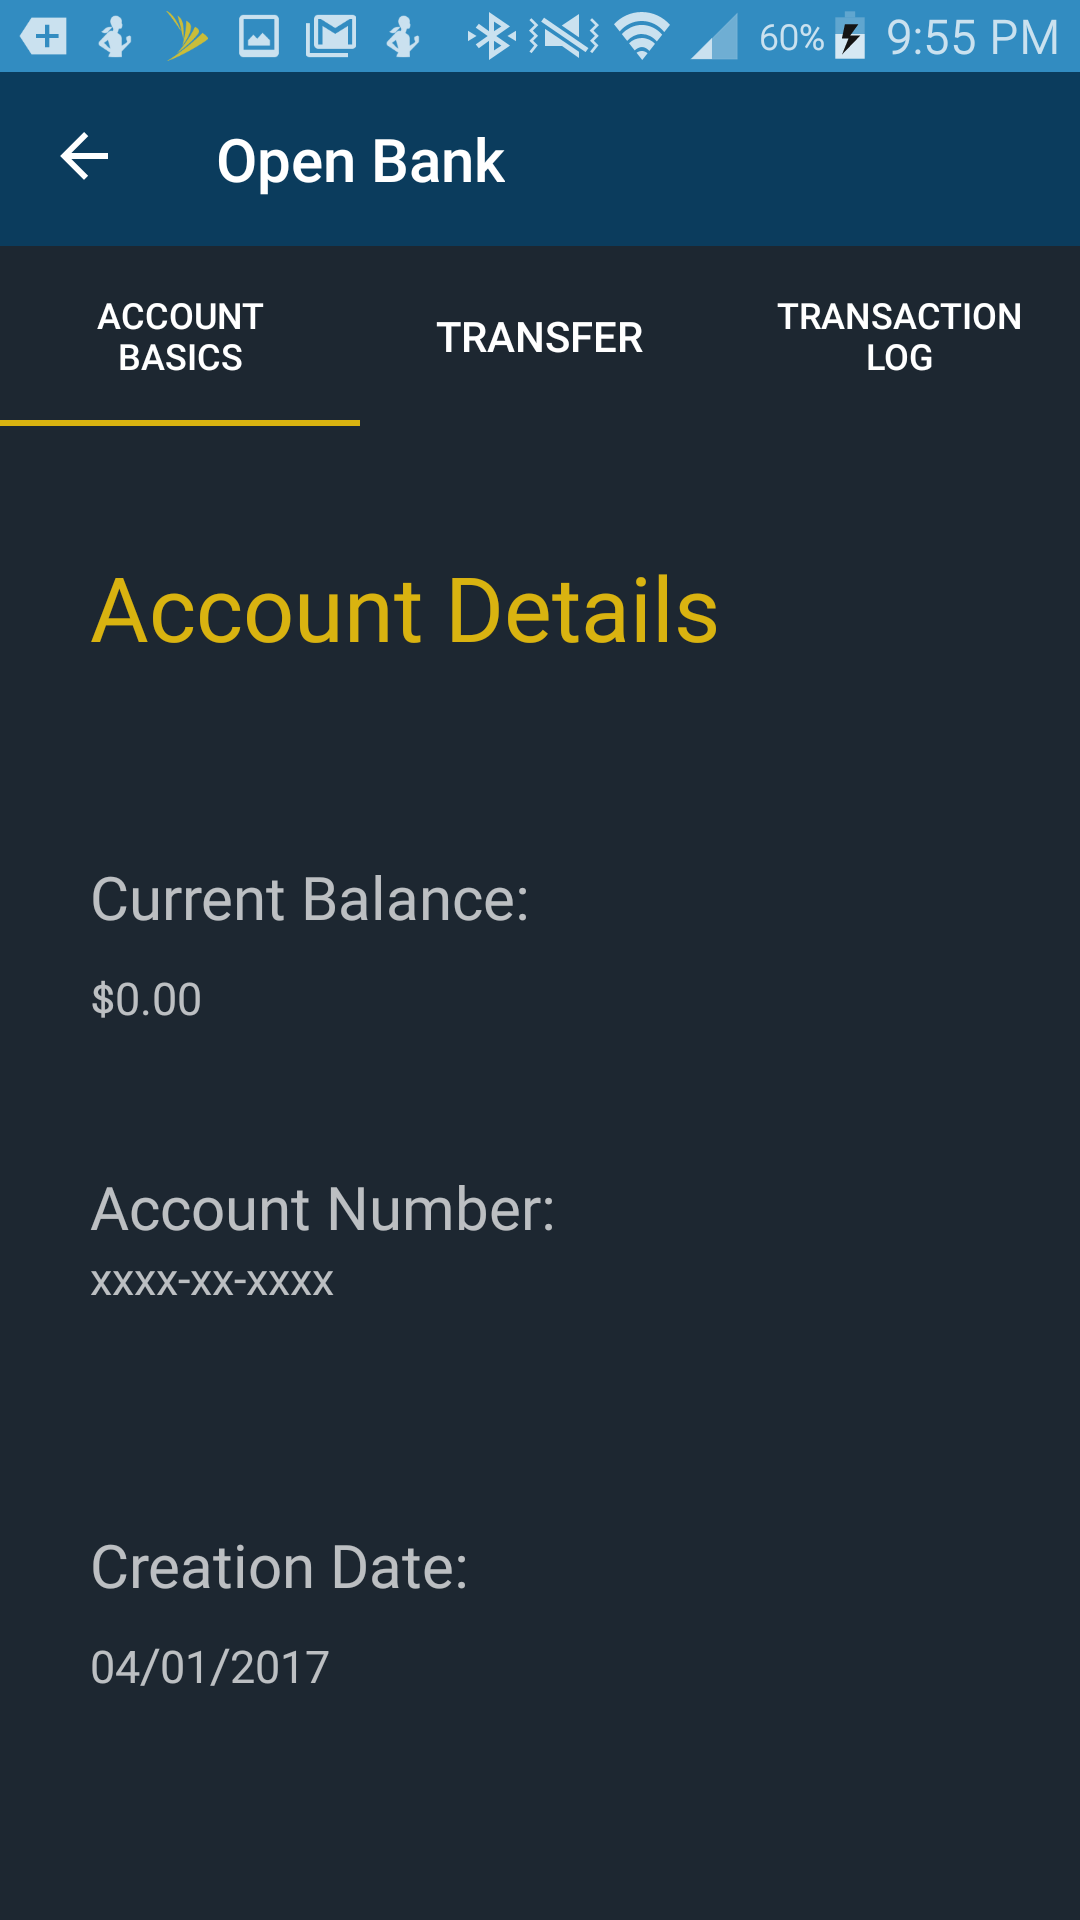 60% 9:55 PM
Open Bank
ACCOUNT
BASICS
TRANSFER
TRANSACTION
LOG
Account Details
Current Balance:
$0.00
Account Number:
xxxx-xx-xxxx
Creation Date:
04/01/2017